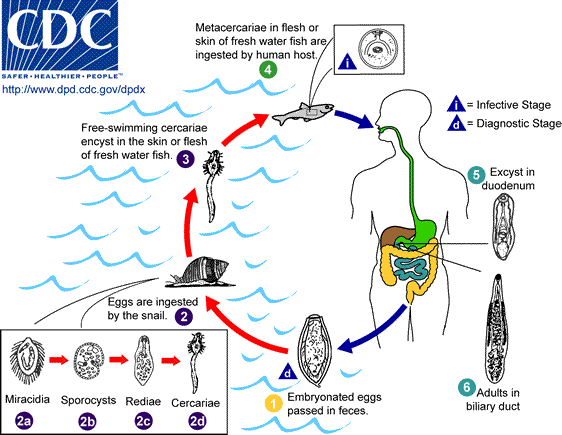 CDC
SAFER • HEALTHIER • PEOPLE™
http://www.dpd.cdc.gov/dpdx
Metacercariae in flesh or
skin of fresh water fish are
ingested by human host.
4
i
i = Infective Stage
d = Diagnostic Stage
Free-swimming cercariae
encyst in the skin or flesh
of fresh water fish. 3
5 Excyst in
duodenum
Eggs are ingested
by the snail. 2
d
1 Embryonated eggs
passed in feces.
6 Adults in
biliary duct
Miracidia Sporocysts Rediae Cercariae
2a 2b 2c 2d